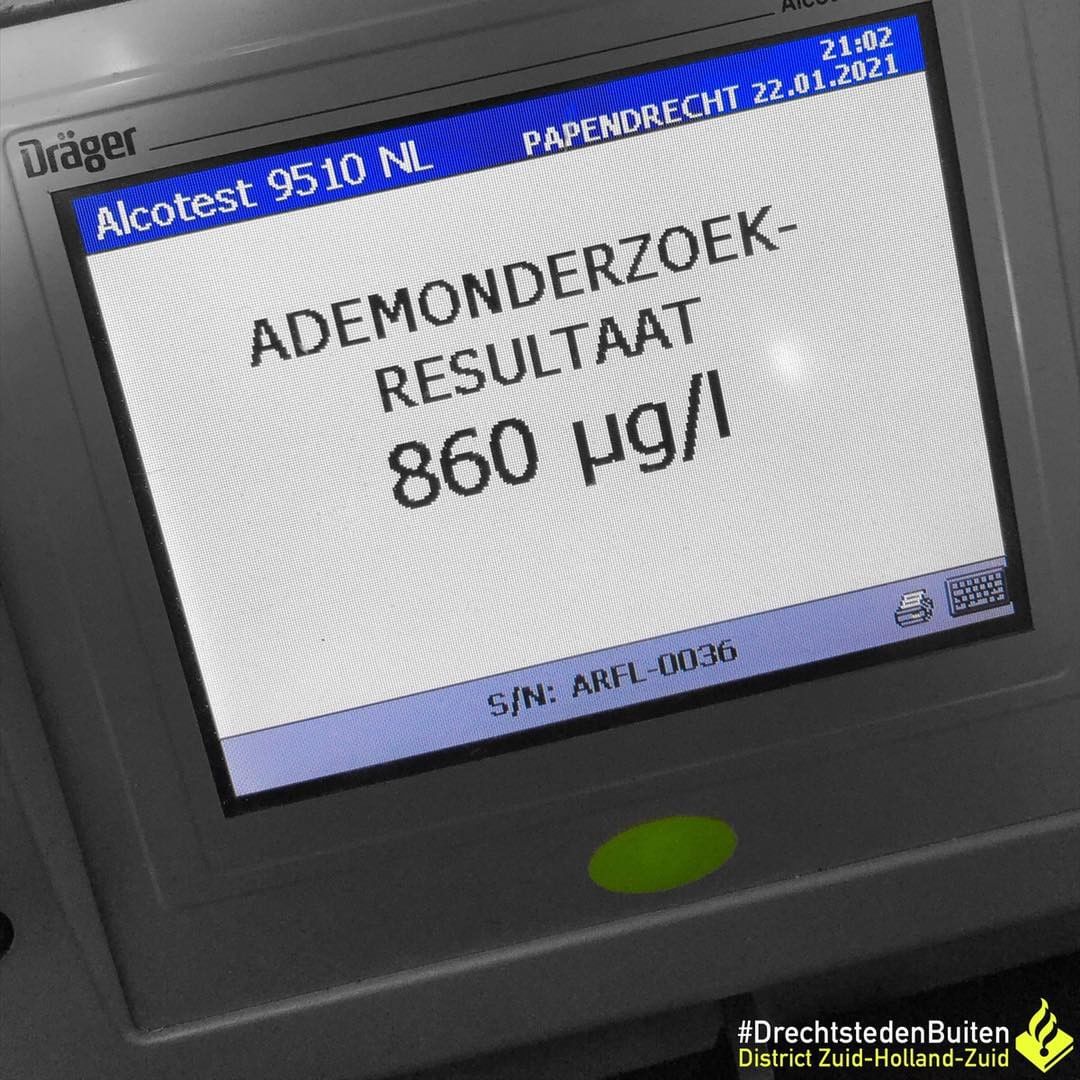 Dräger
21:02
Alcotest 9510 NL
PAPENDRECHT 22.01.2021
ADEMONDERZOEK-
RESULTAAT
860 µg/l
S/N: ARFL-0036
#DrechtstedenBuiten
District Zuid-Holland-Zuid